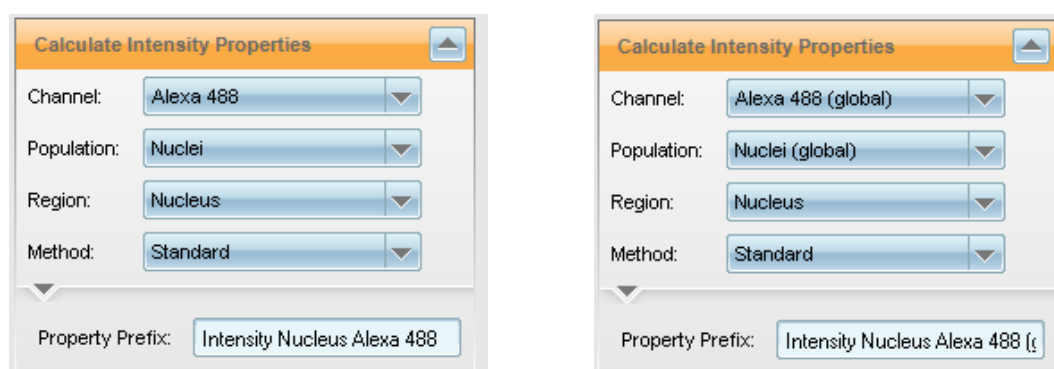 Calculate Intensity Properties
Channel: Alexa 488
Population: Nuclei
Region: Nucleus
Method: Standard
Property Prefix: Intensity Nucleus Alexa 488
Calculate Intensity Properties
Channel: Alexa 488 (global)
Population: Nuclei (global)
Region: Nucleus
Method: Standard
Property Prefix: Intensity Nucleus Alexa 488 (